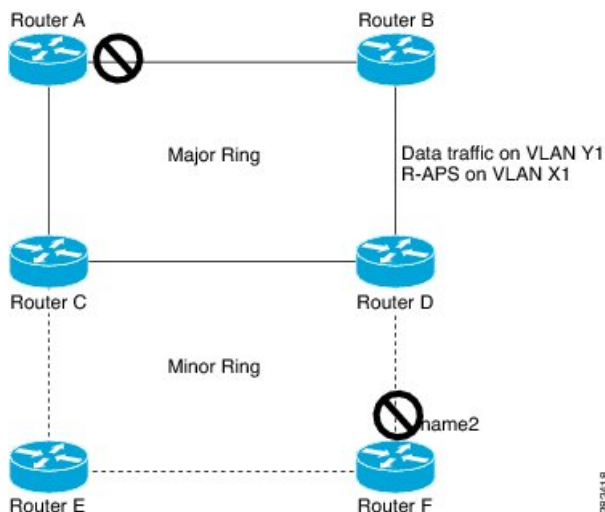 Router A
Router B
Major Ring
Data traffic on VLAN Y1
R-APS on VLAN X1
Router C
Router D
Minor Ring
name2
Router E
Router F
282418